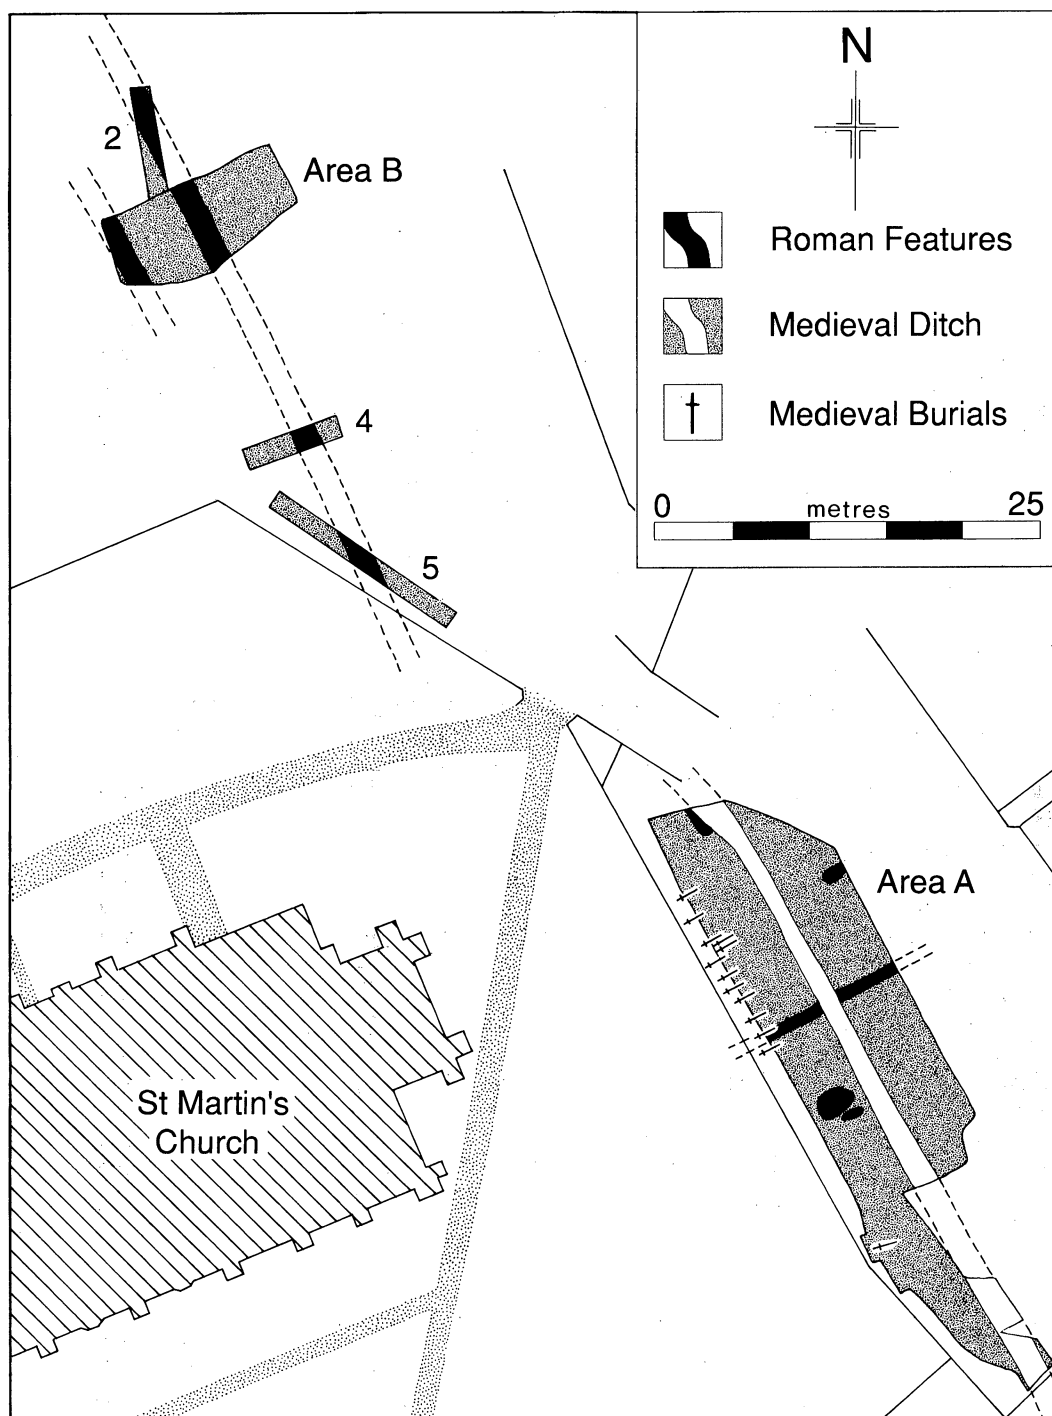 N
2
Area B
Roman Features
Medieval Ditch
Medieval Burials
4
0 metres 25
5
Area A
St Martin's
Church